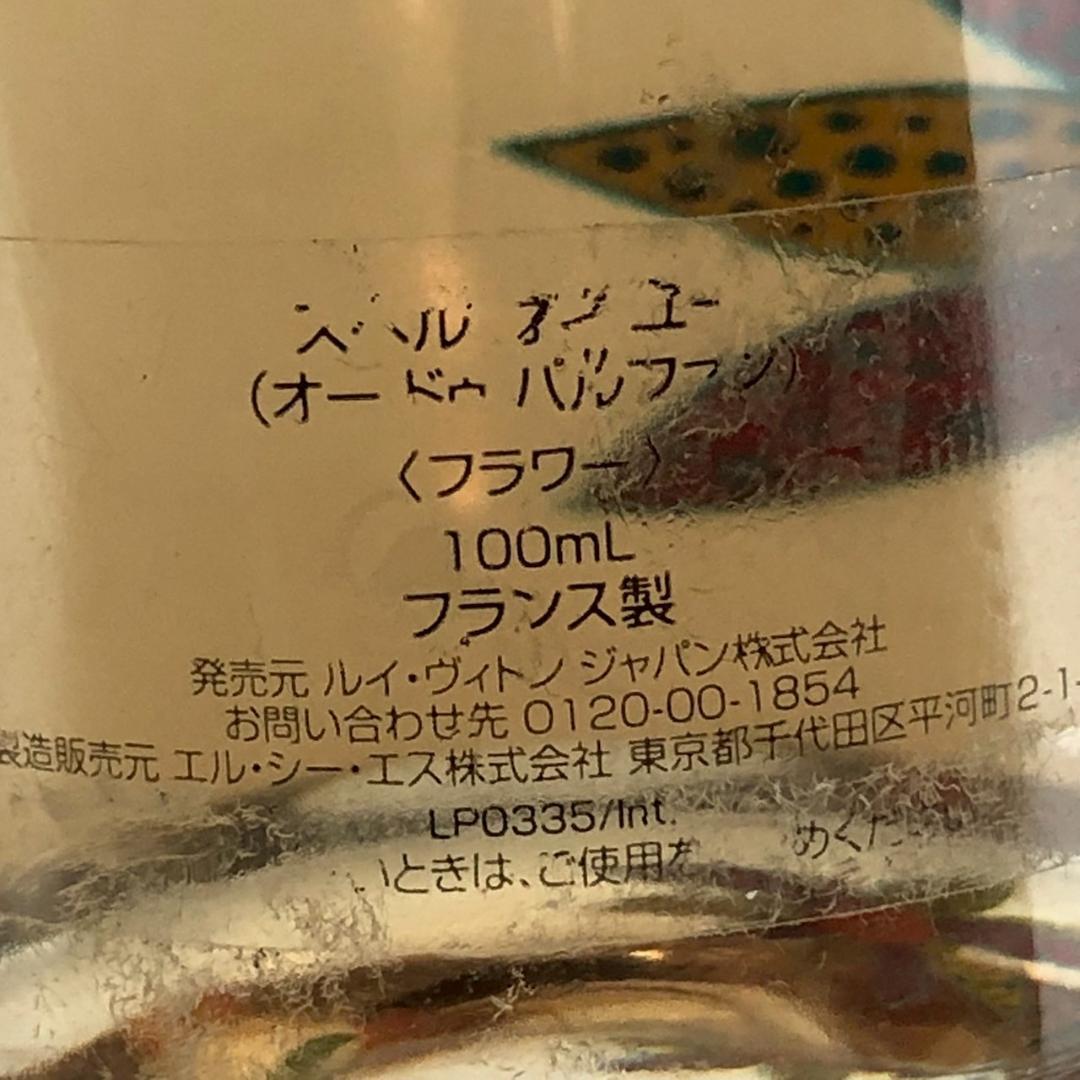 スペル オン ユー
(オー ドゥ パルファン)
〈フラワー〉
100mL
フランス製
発売元 ルイ・ヴィトン ジャパン株式会社
お問い合わせ先 0120-00-1854
製造販売元 エル・シー・エス株式会社 東京都千代田区平河町2-1-
LP0335/Int.
いときは、ご使用を